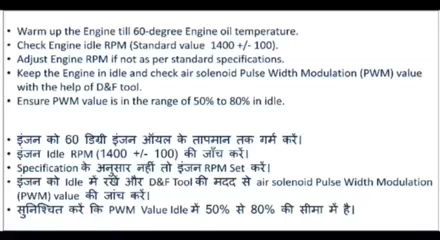 • Warm up the Engine till 60-degree Engine oil temperature.
• Check Engine idle RPM (Standard value 1400 +/- 100).
• Adjust Engine RPM if not as per standard specifications.
• Keep the Engine in idle and check air solenoid Pulse Width Modulation (PWM) value
with the help of D&F tool.
• Ensure PWM value is in the range of 50% to 80% in idle.
• इंजन को 60 डिग्री इंजन ऑयल के तापमान तक गर्म करें।
• इंजन Idle RPM (1400 +/- 100) की जाँच करें।
• Specification के अनुसार नहीं तो इंजन RPM Set करें।
• इंजन को Idle में रखें और D&F Tool की मदद से air solenoid Pulse Width Modulation
(PWM) value की जांच करें।
• सुनिश्चित करें कि PWM Value Idle में 50% से 80% की सीमा में है।